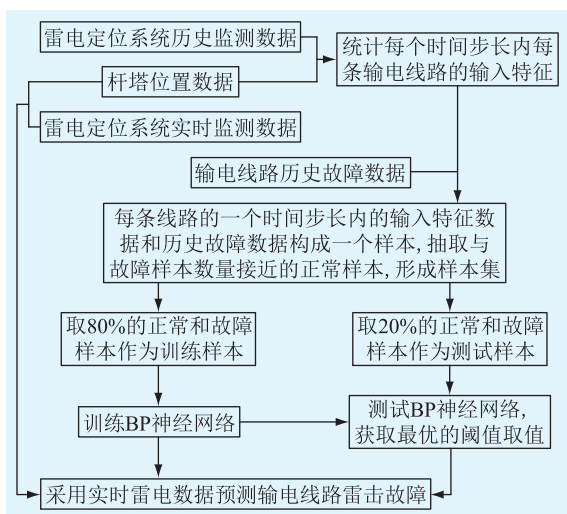 雷电定位系统历史监测数据
杆塔位置数据
雷电定位系统实时监测数据
统计每个时间步长内每
条输电线路的输入特征
输电线路历史故障数据
每条线路的一个时间步长内的输入特征数
据和历史故障数据构成一个样本,抽取与
故障样本数量接近的正常样本,形成样本集
取80%的正常和故障
样本作为训练样本
取20%的正常和故障
样本作为测试样本
训练BP神经网络
测试BP神经网络,
获取最优的阈值取值
采用实时雷电数据预测输电线路雷击故障